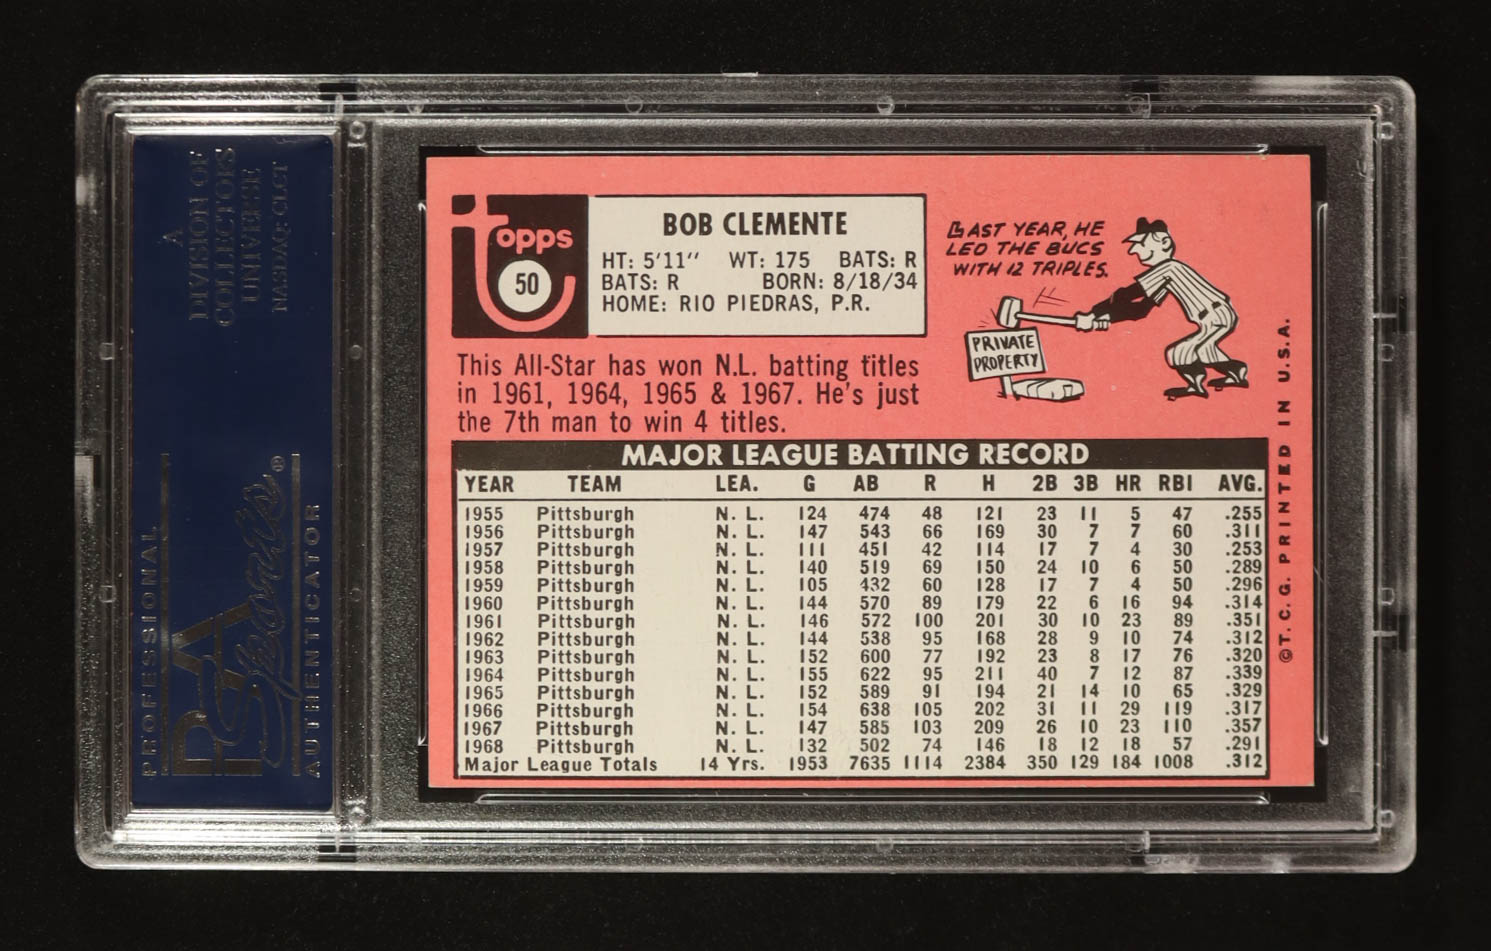 A
DIVISION OF
COLLECTORS
UNIVERSE
NASDAQ: CLCT
PROFESSIONAL
PSA
Sports®
AUTHENTICATOR
topps
50
BOB CLEMENTE
HT: 5'11" WT: 175 BATS: R
BATS: R BORN: 8/18/34
HOME: RIO PIEDRAS, P.R.
LAST YEAR, HE
LED THE BUCS
WITH 12 TRIPLES.
PRIVATE
PROPERTY
This All-Star has won N.L. batting titles
in 1961, 1964, 1965 & 1967. He's just
the 7th man to win 4 titles.
MAJOR LEAGUE BATTING RECORD
YEAR TEAM LEA. G AB R H 2B 3B HR RBI AVG.
1955 Pittsburgh N. L. 124 474 48 121 23 11 5 47 .255
1956 Pittsburgh N. L. 147 543 66 169 30 7 7 60 .311
1957 Pittsburgh N. L. 111 451 42 114 17 7 4 30 .253
1958 Pittsburgh N. L. 140 519 69 150 24 10 6 50 .289
1959 Pittsburgh N. L. 105 432 60 128 17 7 4 50 .296
1960 Pittsburgh N. L. 144 570 89 179 22 6 16 94 .314
1961 Pittsburgh N. L. 146 572 100 201 30 10 23 89 .351
1962 Pittsburgh N. L. 144 538 95 168 28 9 10 74 .312
1963 Pittsburgh N. L. 152 600 77 192 23 8 17 76 .320
1964 Pittsburgh N. L. 155 622 95 211 40 7 12 87 .339
1965 Pittsburgh N. L. 152 589 91 194 21 14 10 65 .329
1966 Pittsburgh N. L. 154 638 105 202 31 11 29 119 .317
1967 Pittsburgh N. L. 147 585 103 209 26 10 23 110 .357
1968 Pittsburgh N. L. 132 502 74 146 18 12 18 57 .291
Major League Totals 14 Yrs. 1953 7635 1114 2384 350 129 184 1008 .312
©T. C. G. PRINTED IN U.S.A.